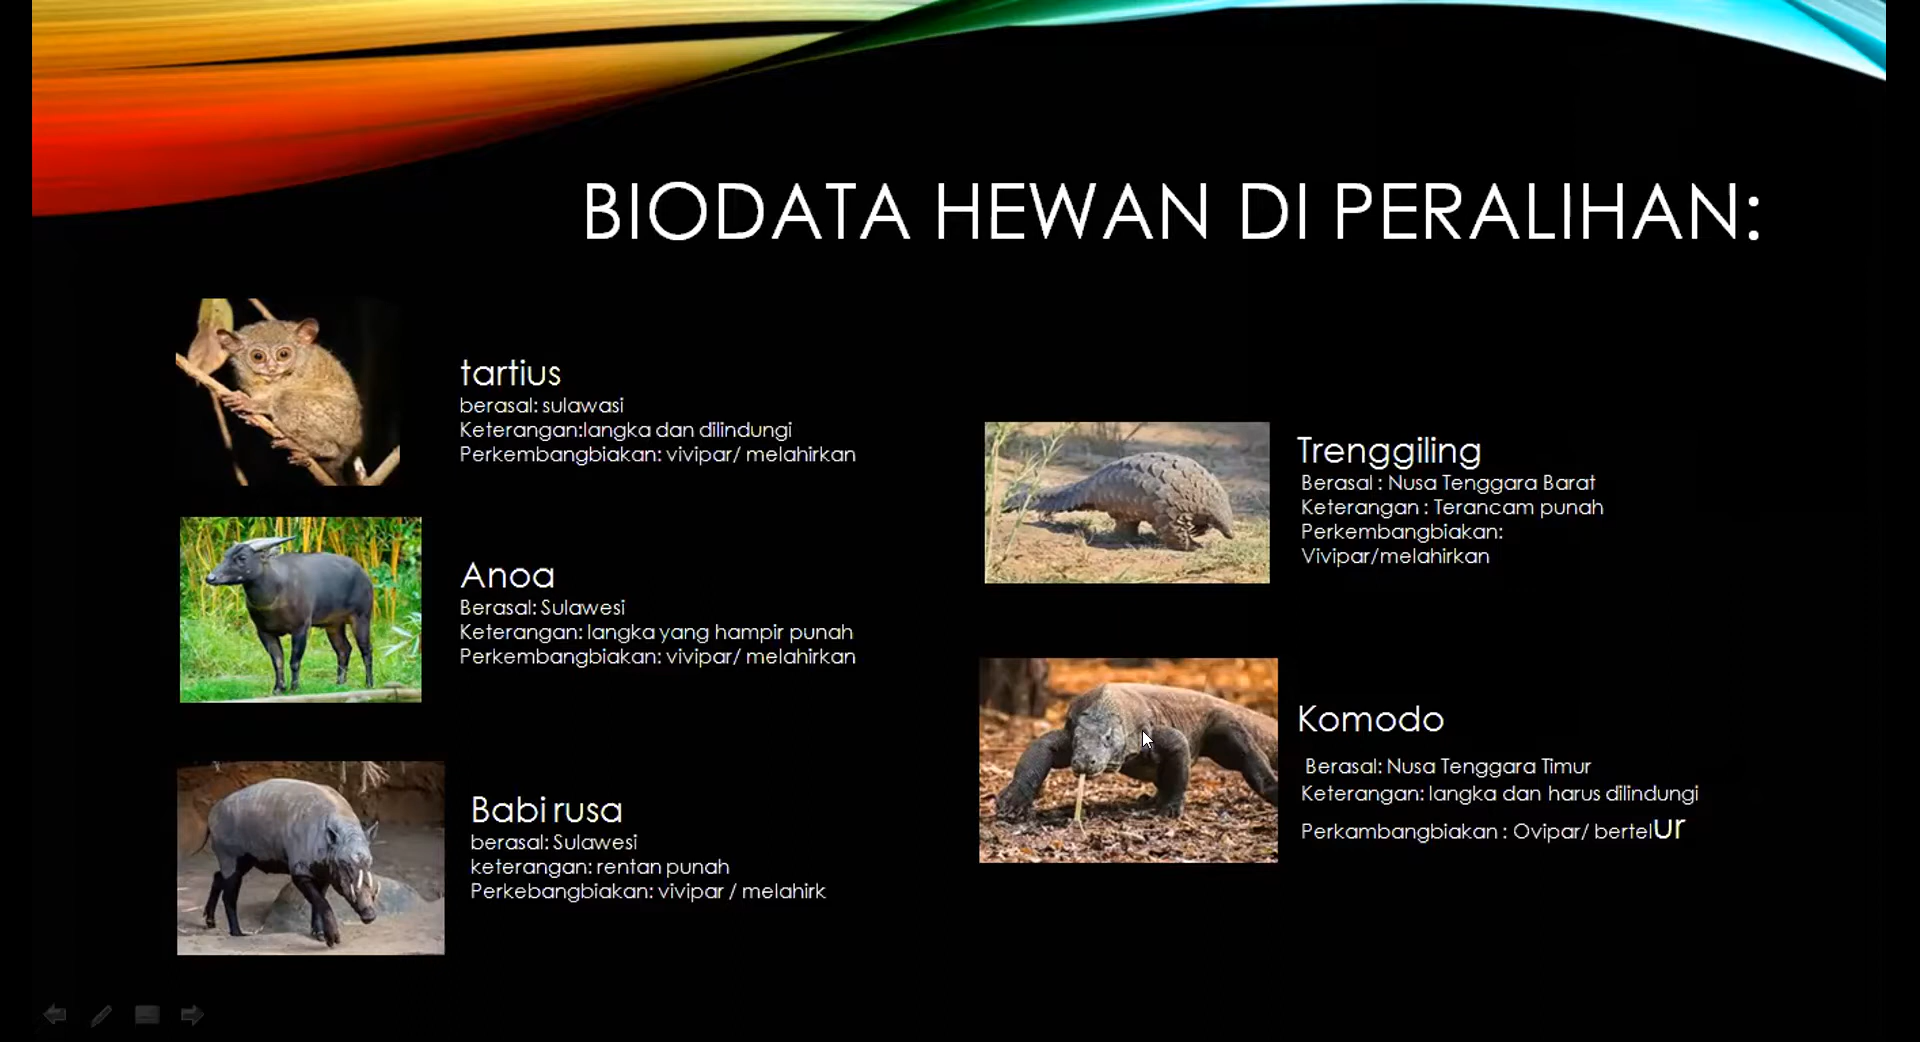 BIODATA HEWAN DI PERALIHAN:
tartius
berasal: sulawasi
Keterangan:langka dan dilindungi
Perkembangbiakan: vivipar/ melahirkan
Anoa
Berasal: Sulawesi
Keterangan: langka yang hampir punah
Perkembangbiakan: vivipar/ melahirkan
Babi rusa
berasal: Sulawesi
keterangan: rentan punah
Perkebangbiakan: vivipar / melahirk
Trenggiling
Berasal : Nusa Tenggara Barat
Keterangan : Terancam punah
Perkembangbiakan:
Vivipar/melahirkan
Komodo
Berasal: Nusa Tenggara Timur
Keterangan: langka dan harus dilindungi
Perkambangbiakan : Ovipar/ bertelur